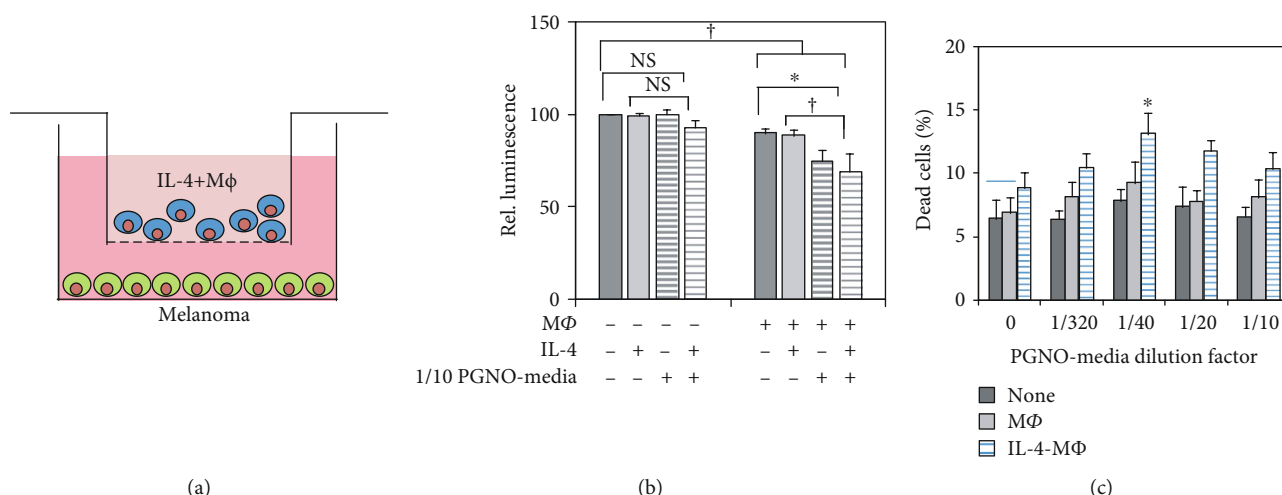 IL-4+Mϕ
Melanoma
(a)
Rel. luminescence
150
100
50
0
†
NS
NS
*
†
MΦ – – – – + + + +
IL-4 – + – + – + – +
1/10 PGNO-media – – + + – – + +
(b)
Dead cells (%)
20
15
10
5
0
*
0 1/320 1/40 1/20 1/10
PGNO-media dilution factor
None
MΦ
IL-4-MΦ
(c)